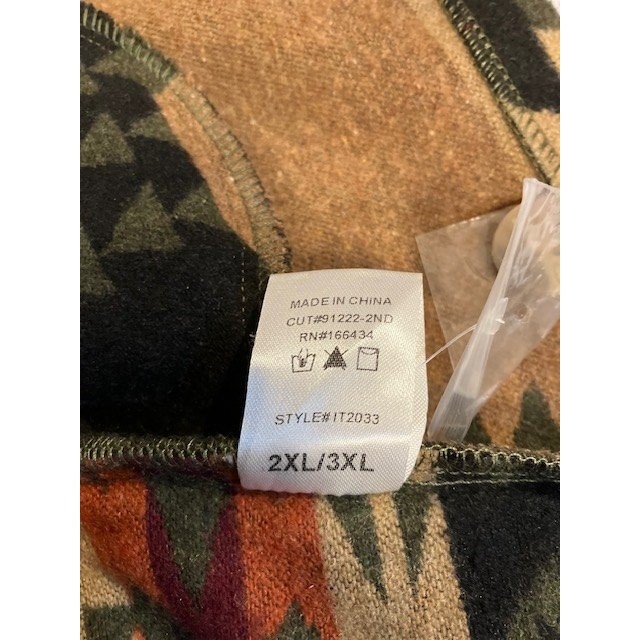 MADE IN CHINA
CUT#91222-2ND
RN#166434
STYLE# IT2033
2XL/3XL